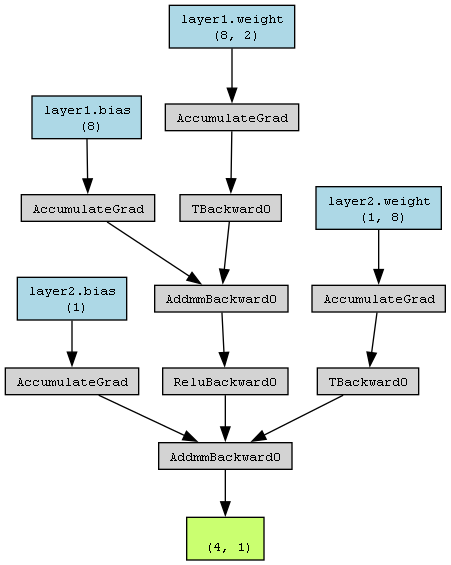 layer1.weight
(8, 2)
layer1.bias
(8)
AccumulateGrad
AccumulateGrad
TBackward0
layer2.weight
(1, 8)
layer2.bias
(1)
AddmmBackward0
AccumulateGrad
AccumulateGrad
ReluBackward0
TBackward0
AddmmBackward0
(4, 1)